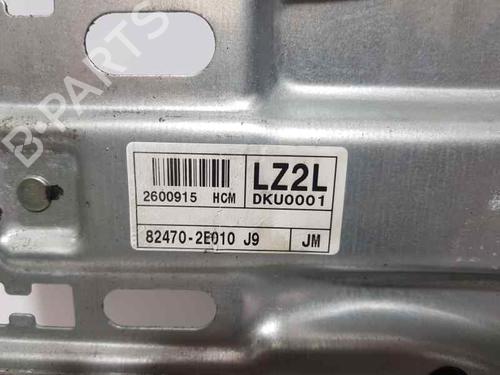 B-PARTS
2600915 HCM
LZ2L
DKU0001
82470-2E010 J9
JM